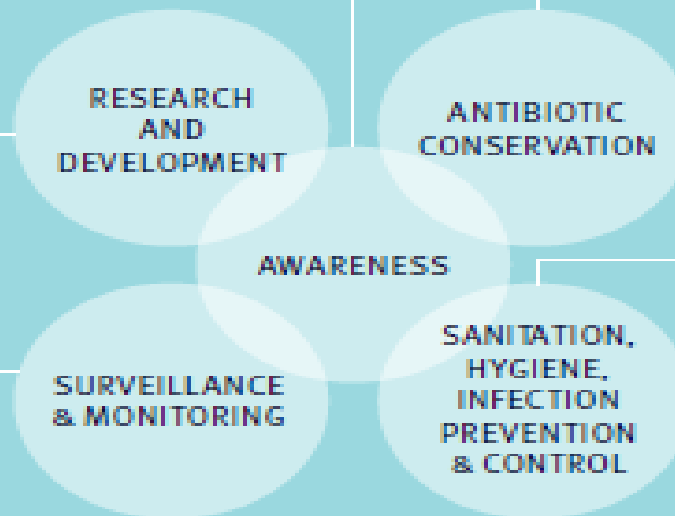 RESEARCH
AND
DEVELOPMENT
ANTIBIOTIC
CONSERVATION
AWARENESS
SURVEILLANCE
& MONITORING
SANITATION,
HYGIENE,
INFECTION
PREVENTION
& CONTROL